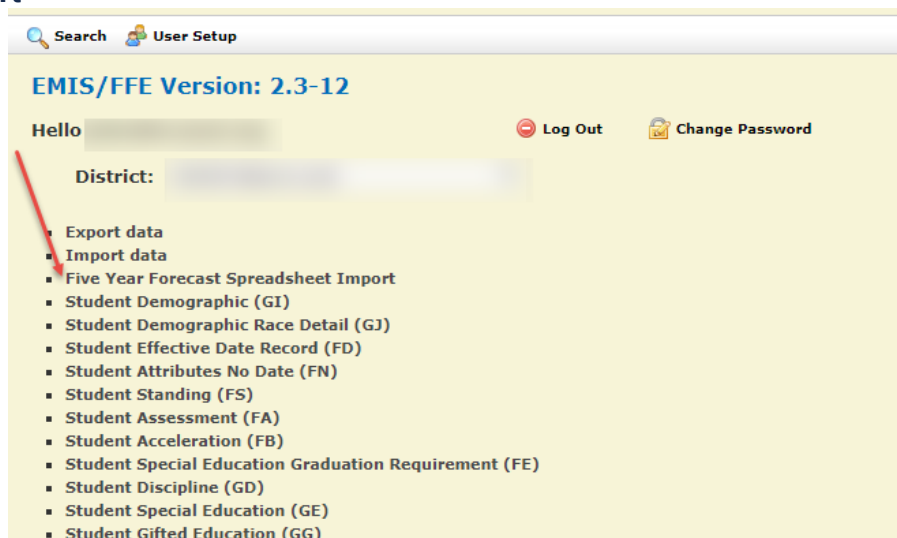 Search User Setup
EMIS/FFE Version: 2.3-12
Hello
Log Out Change Password
District:
Export data
Import data
Five Year Forecast Spreadsheet Import
Student Demographic (GI)
Student Demographic Race Detail (GJ)
Student Effective Date Record (FD)
Student Attributes No Date (FN)
Student Standing (FS)
Student Assessment (FA)
Student Acceleration (FB)
Student Special Education Graduation Requirement (FE)
Student Discipline (GD)
Student Special Education (GE)
Student Gifted Education (GG)